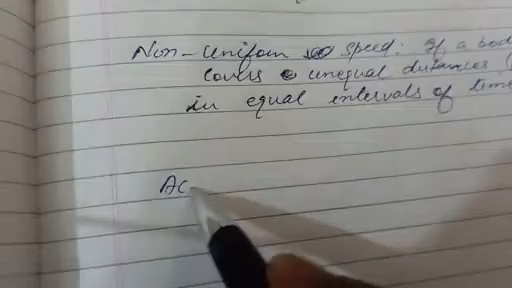 Non-Uniform speed: If a bod
covers unequal distances
in equal intervals of time
AC